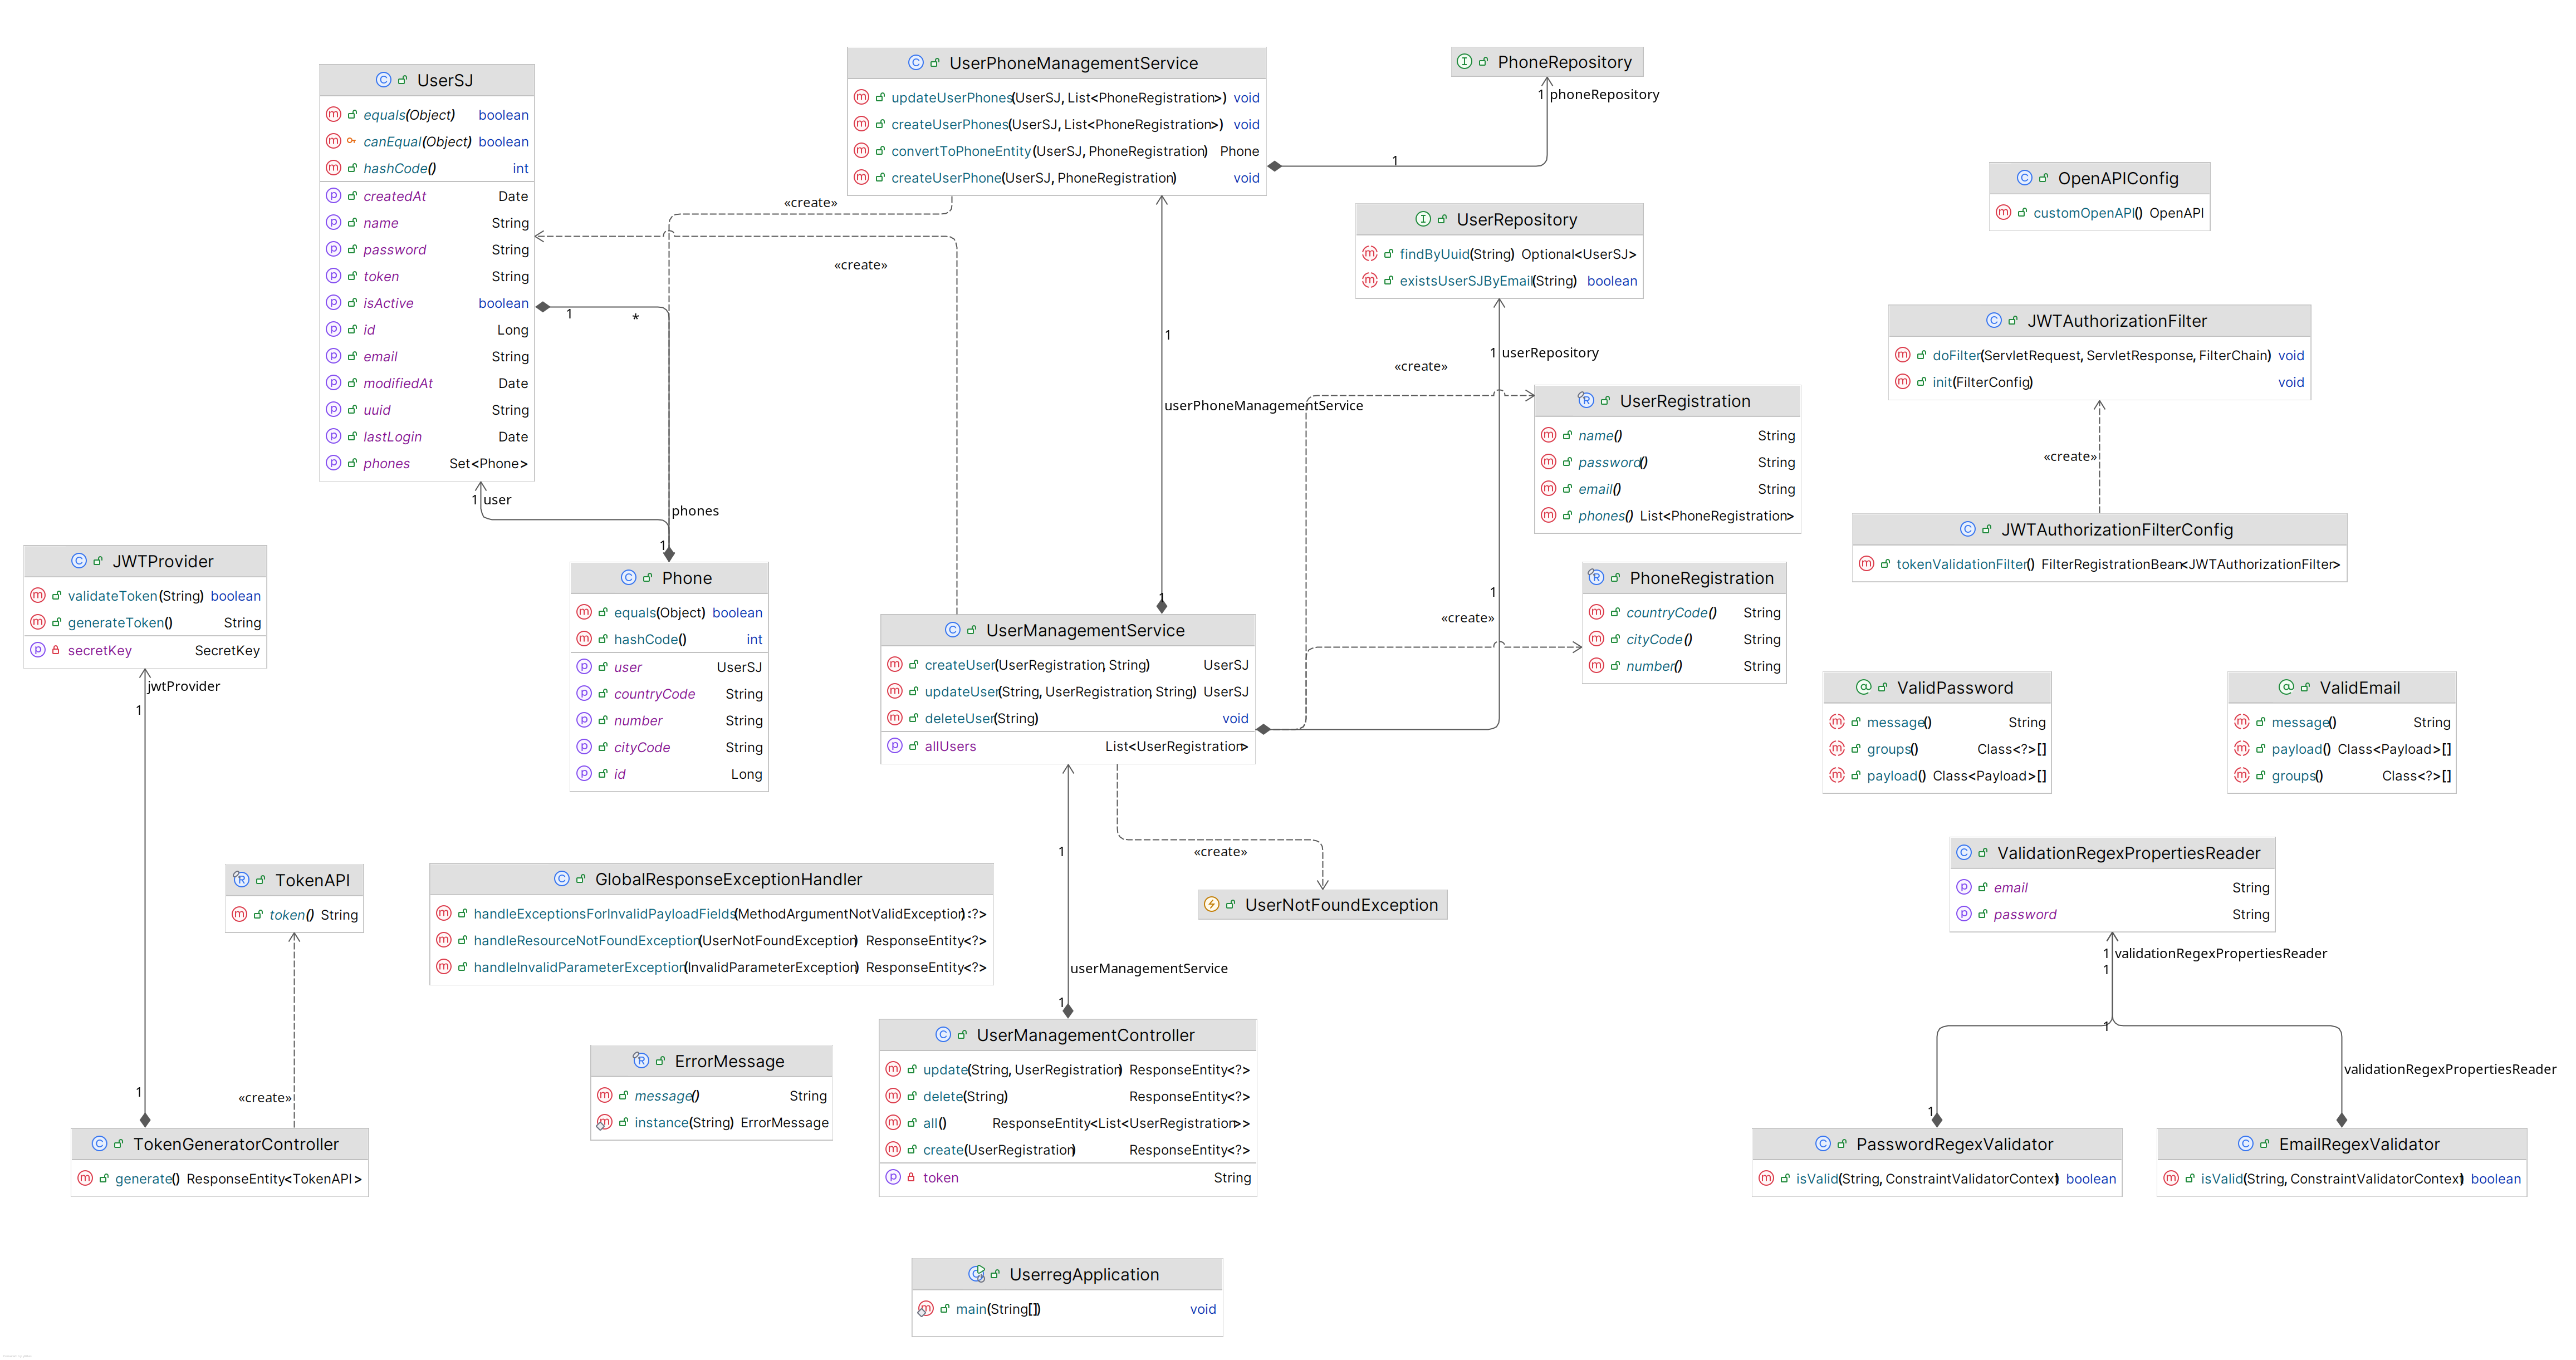 UserSJ
equals(Object) boolean
canEqual(Object) boolean
hashCode() int
createdAt Date
name String
password String
token String
isActive boolean
id Long
email String
modifiedAt Date
uuid String
lastLogin Date
phones Set<Phone>
UserPhoneManagementService
updateUserPhones(UserSJ, List<PhoneRegistration>) void
createUserPhones(UserSJ, List<PhoneRegistration>) void
convertToPhoneEntity(UserSJ, PhoneRegistration) Phone
createUserPhone(UserSJ, PhoneRegistration) void
PhoneRepository
1 phoneRepository
1
«create»
«create»
1 *
1 user
phones
1
UserRepository
findByUuid(String) Optional<UserSJ>
existsUserSJByEmail(String) boolean
1 userRepository
1
«create»
1
userPhoneManagementService
1
«create»
OpenAPIConfig
customOpenAPI() OpenAPI
JWTAuthorizationFilter
doFilter(ServletRequest, ServletResponse, FilterChain) void
init(FilterConfig) void
«create»
JWTAuthorizationFilterConfig
tokenValidationFilter() FilterRegistrationBean<JWTAuthorizationFilter>
UserRegistration
name() String
password() String
email() String
phones() List<PhoneRegistration>
PhoneRegistration
countryCode() String
cityCode() String
number() String
JWTProvider
validateToken(String) boolean
generateToken() String
secretKey SecretKey
jwtProvider
1
1
Phone
equals(Object) boolean
hashCode() int
user UserSJ
countryCode String
number String
cityCode String
id Long
UserManagementService
createUser(UserRegistration, String) UserSJ
updateUser(String, UserRegistration, String) UserSJ
deleteUser(String) void
allUsers List<UserRegistration>
1
«create»
userManagementService
1
UserNotFoundException
ValidPassword
message() String
groups() Class<?>[]
payload() Class<Payload>[]
ValidEmail
message() String
payload() Class<Payload>[]
groups() Class<?>[]
ValidationRegexPropertiesReader
email String
password String
1 validationRegexPropertiesReader
1
1
validationRegexPropertiesReader
1
PasswordRegexValidator
isValid(String, ConstraintValidatorContext) boolean
EmailRegexValidator
isValid(String, ConstraintValidatorContext) boolean
TokenAPI
token() String
«create»
TokenGeneratorController
generate() ResponseEntity<TokenAPI>
GlobalResponseExceptionHandler
handleExceptionsForInvalidPayloadFields(MethodArgumentNotValidException):?>
handleResourceNotFoundException(UserNotFoundException) ResponseEntity<?>
handleInvalidParameterException(InvalidParameterException) ResponseEntity<?>
ErrorMessage
message() String
instance(String) ErrorMessage
UserManagementController
update(String, UserRegistration) ResponseEntity<?>
delete(String) ResponseEntity<?>
all() ResponseEntity<List<UserRegistration>>
create(UserRegistration) ResponseEntity<?>
token String
UserregApplication
main(String[]) void